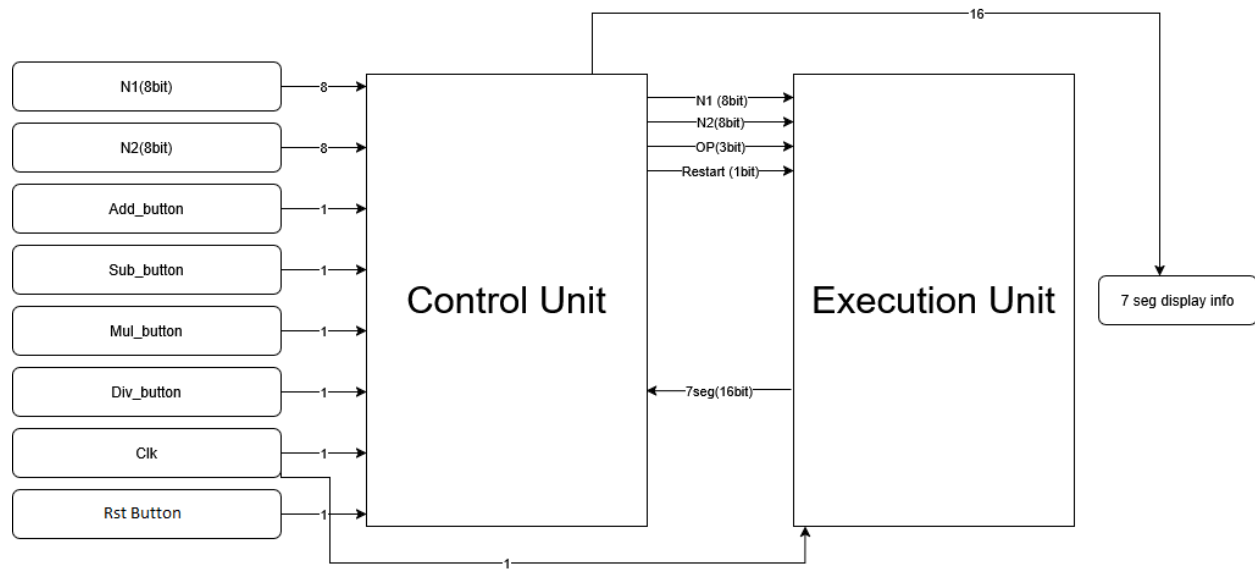 16
N1(8bit)
8
N1 (8bit)
N2(8bit)
N2(8bit)
8
OP(3bit)
Restart (1bit)
Add_button
1
Sub_button
1
Control Unit
Execution Unit
7 seg display info
Mul_button
1
Div_button
1
7seg(16bit)
Clk
1
Rst Button
1
1